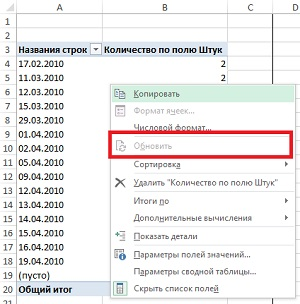 A B C D
1
2
3 Названия строк Количество по полю Штук
4 17.02.2010 2
5 11.03.2010 2
6 12.03.2010
7 15.03.2010
8 29.03.2010
9 01.04.2010
10 02.04.2010
11 05.04.2010
12 09.04.2010
13 12.04.2010
14 13.04.2010
15 14.04.2010
16 15.04.2010
17 16.04.2010
18 19.04.2010
19 (пусто)
20 Общий итог
Копировать
Формат ячеек...
Числовой формат...
Обновить
Сортировка
Удалить "Количество по полю Штук"
Итоги по
Дополнительные вычисления
Показать детали
Параметры полей значений...
Параметры сводной таблицы...
Скрыть список полей